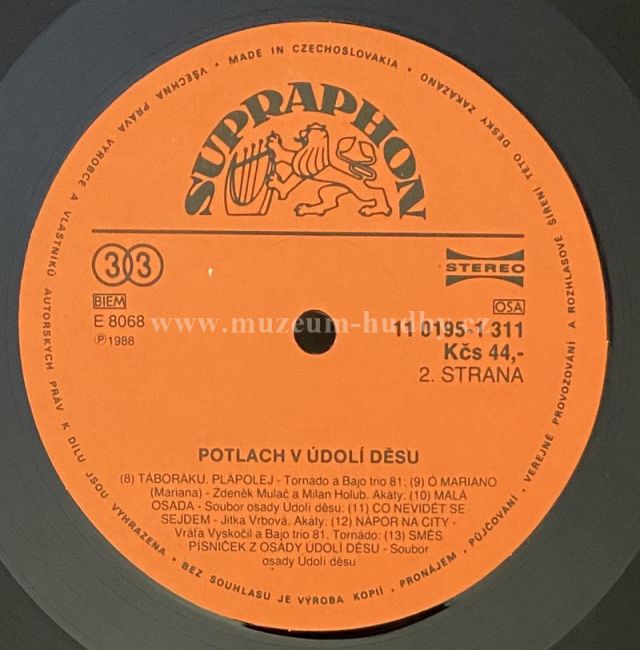 • MADE IN CZECHOSLOVAKIA • VŠECHNA PRÁVA VÝROBCE A VLASTNÍKŮ AUTORSKÝCH PRÁV K DÍLU JSOU VYHRAZENA • BEZ SOUHLASU JE VÝROBA KOPIÍ, PRONÁJEM, PŮJČOVÁNÍ, VEŘEJNÉ PROVOZOVÁNÍ A ROZHLASOVÉ ŠÍŘENÍ TÉTO DESKY ZAKÁZÁNO
SUPRAPHON
33
STEREO
BIEM
OSA
E 8068
11 0195-1 311
www.muzeum-hudby.cz
℗ 1988
Kčs 44,-
2. STRANA
POTLACH V ÚDOLÍ DĚSU
(8) TÁBORÁKU, PLÁPOLEJ - Tornádo a Bajo trio 81: (9) Ó MARIANO
(Mariana) - Zdeněk Mulač a Milan Holub. Akáty: (10) MALÁ
OSADA - Soubor osady Údolí děsu: (11) CO NEVIDĚT SE
SEJDEM - Jitka Vrbová. Akáty: (12) NÁPOR NA CITY -
Vráťa Vyskočil a Bajo trio 81. Tornádo: (13) SMĚS
PÍSNIČEK Z OSADY ÚDOLÍ DĚSU - Soubor
osady Údolí děsu